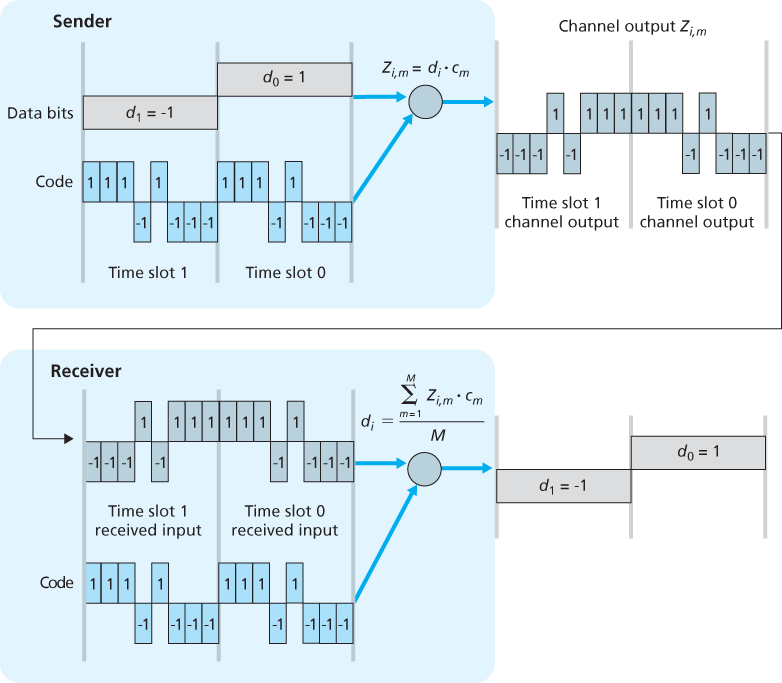 Sender
Channel output Z_{i,m}
Z_{i,m} = d_i · c_m
d_0 = 1
Data bits
d_1 = -1
1 1 1 1 1 1 1 1
-1 -1 -1 -1 -1 -1 -1 -1
Code
1 1 1 1 1 1 1 1
-1 -1 -1 -1 -1 -1 -1 -1
Time slot 1 Time slot 0
Time slot 1
channel output
Time slot 0
channel output
Receiver
1 1 1 1 1 1 1 1
-1 -1 -1 -1 -1 -1 -1 -1
d_i =
M
∑ Z_{i,m} · c_m
m=1
M
d_0 = 1
d_1 = -1
Time slot 1
received input
Time slot 0
received input
Code
1 1 1 1 1 1 1 1
-1 -1 -1 -1 -1 -1 -1 -1